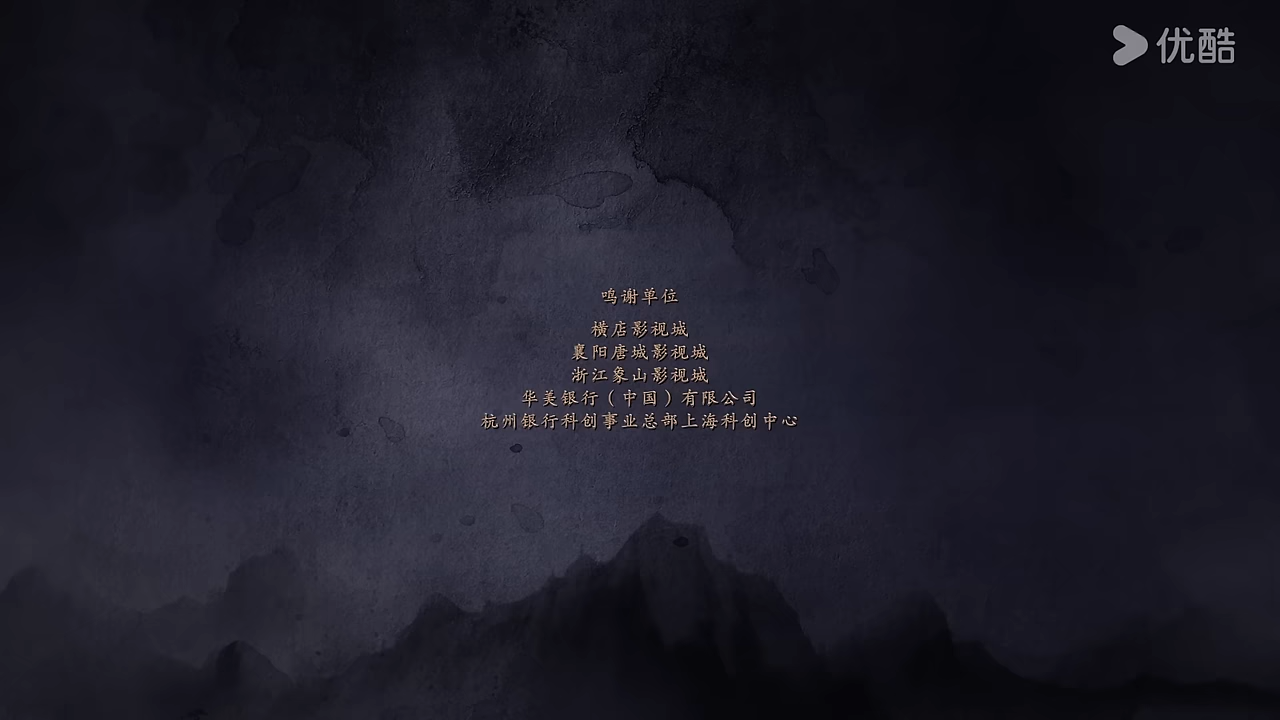 优酷
鸣谢单位
横店影视城
襄阳唐城影视城
浙江象山影视城
华美银行（中国）有限公司
杭州银行科创事业总部上海科创中心